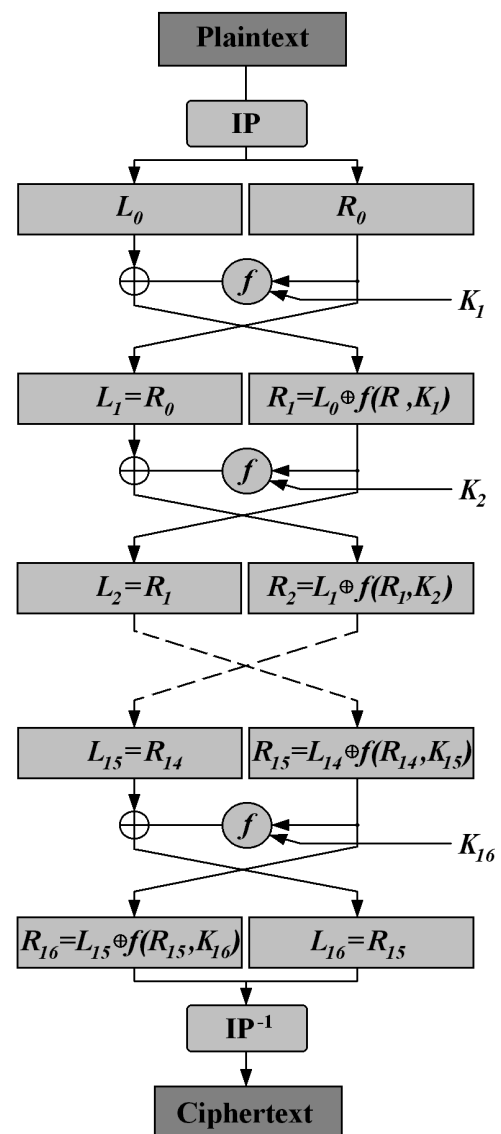 Plaintext
IP
L₀ R₀
⊕ f
K₁
L₁=R₀ R₁=L₀⊕f(R ,K₁)
⊕ f
K₂
L₂=R₁ R₂=L₁⊕f(R₁,K₂)
L₁₅=R₁₄ R₁₅=L₁₄⊕f(R₁₄,K₁₅)
⊕ f
K₁₆
R₁₆=L₁₅⊕f(R₁₅,K₁₆) L₁₆=R₁₅
IP⁻¹
Ciphertext